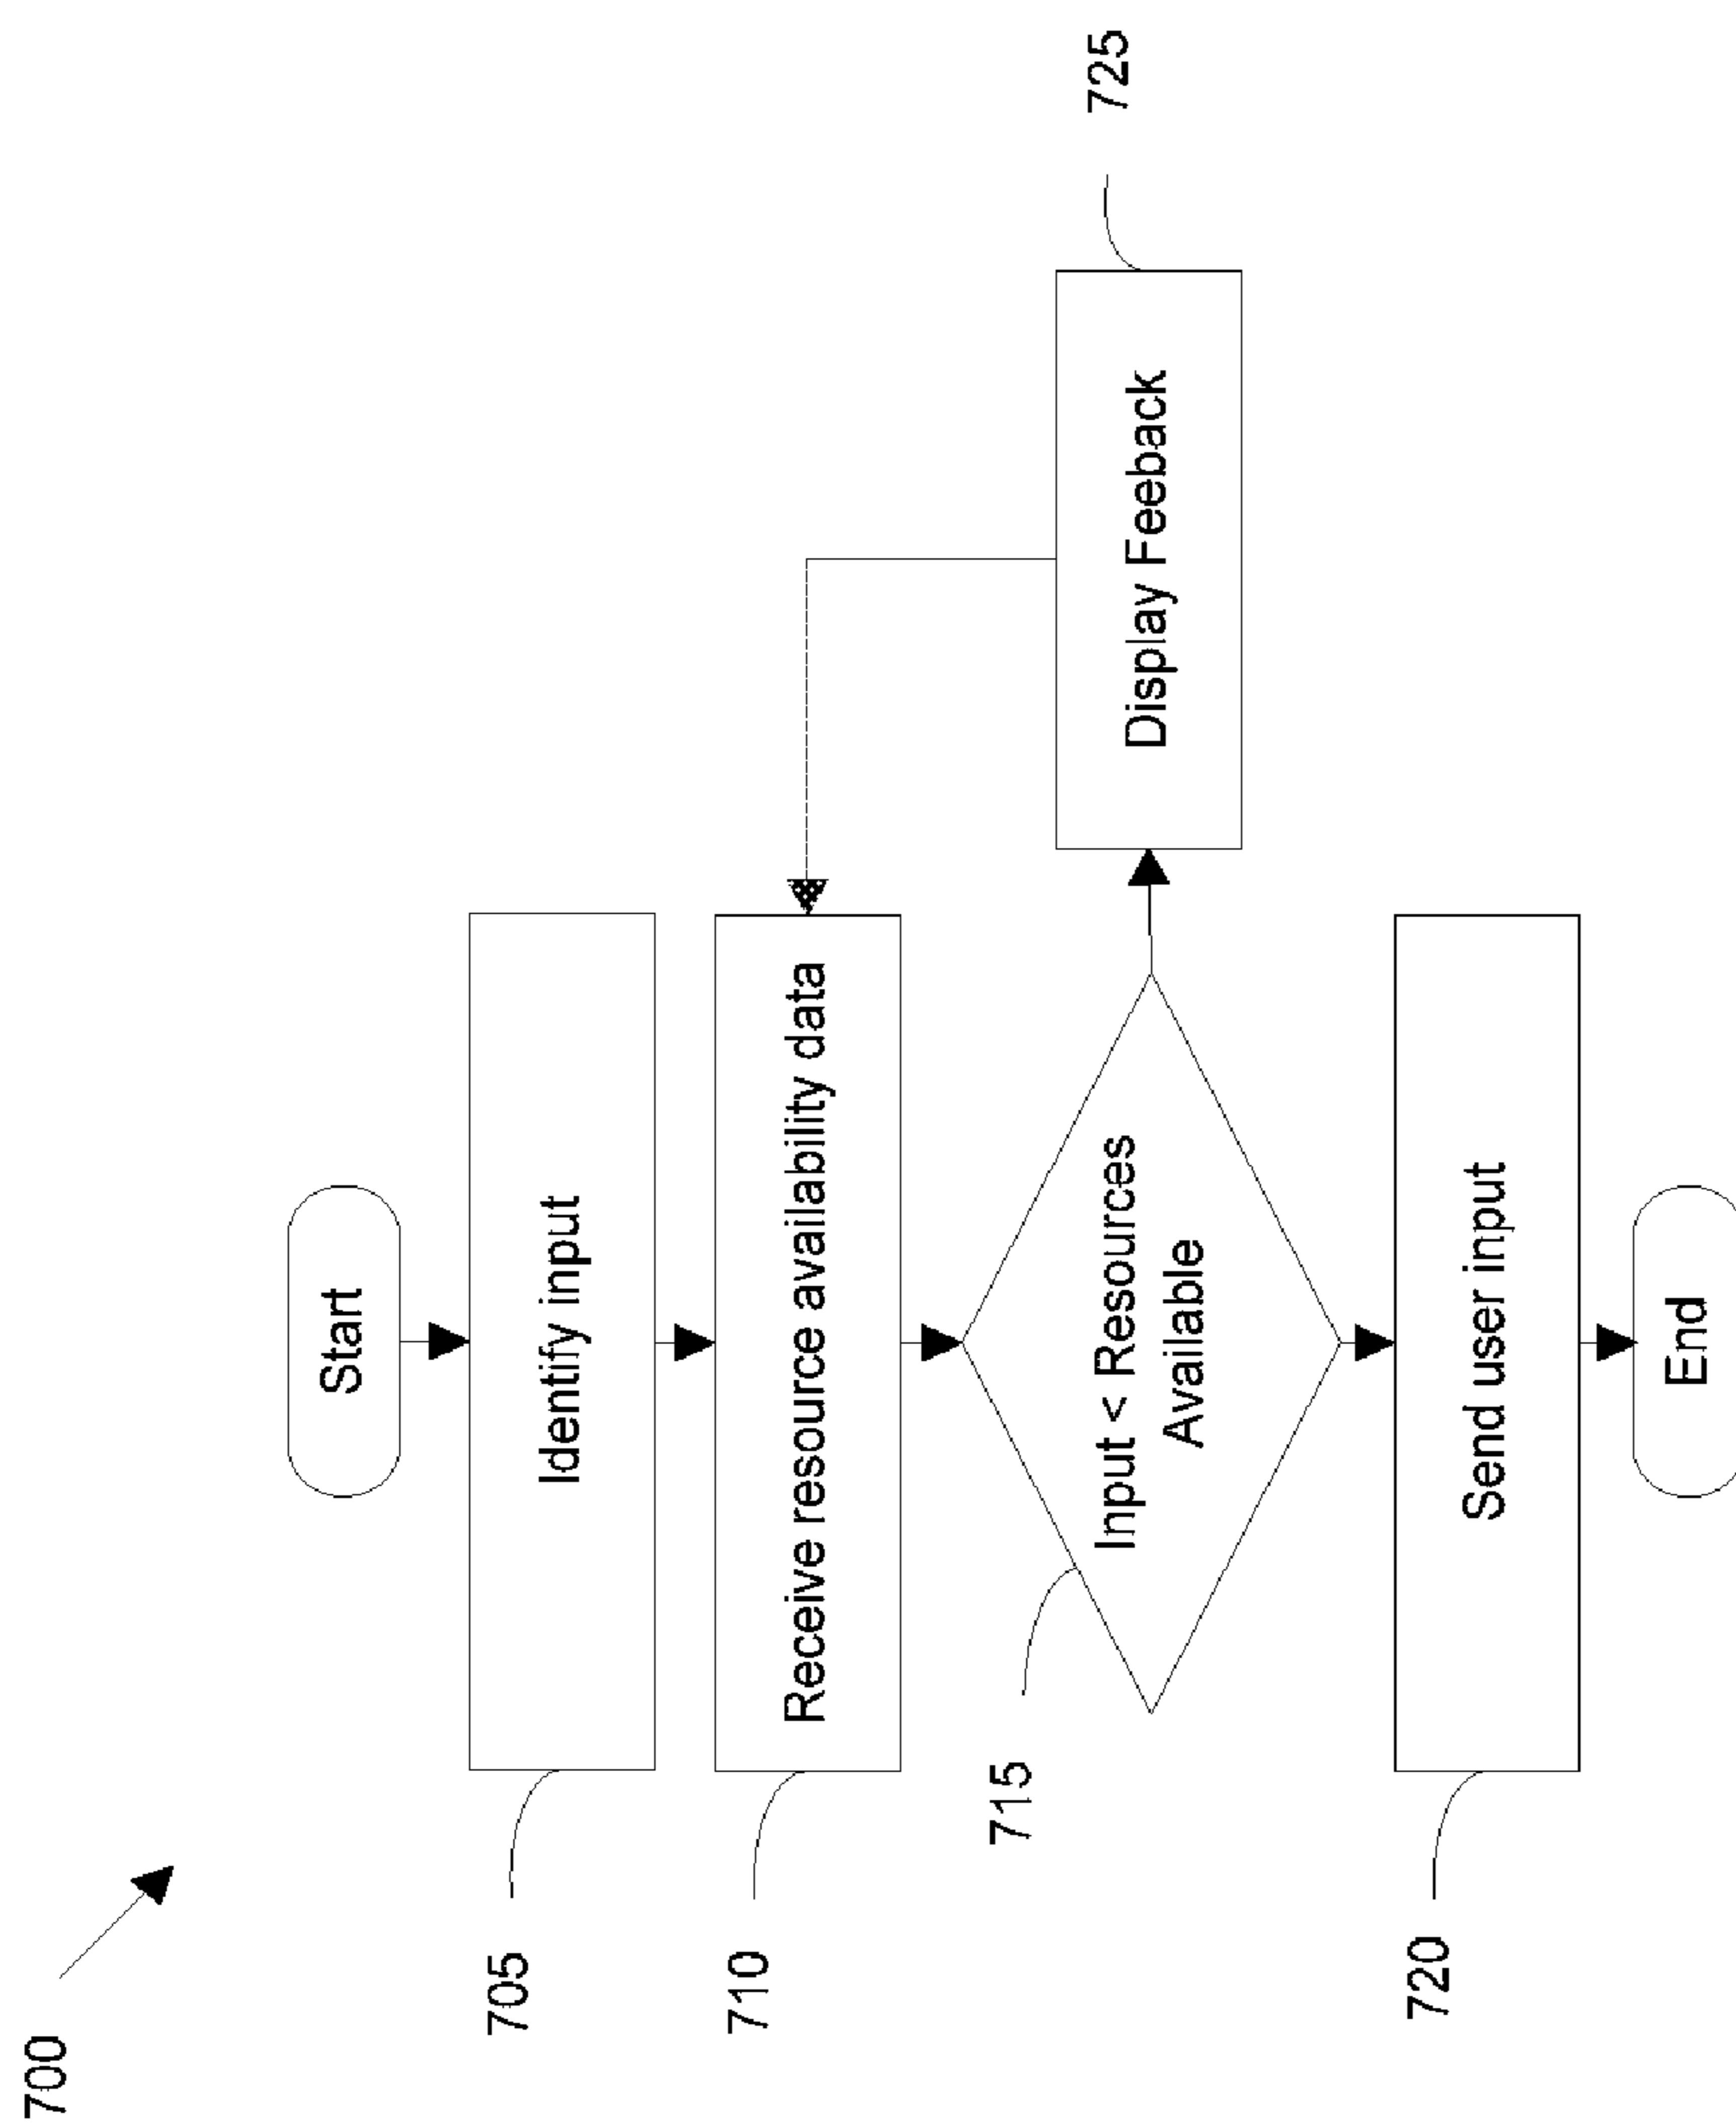 700
Start
705
Identify input
710
Receive resource availability data
715
Input < Resources
Available
725
Display Feeback
720
Send user input
End